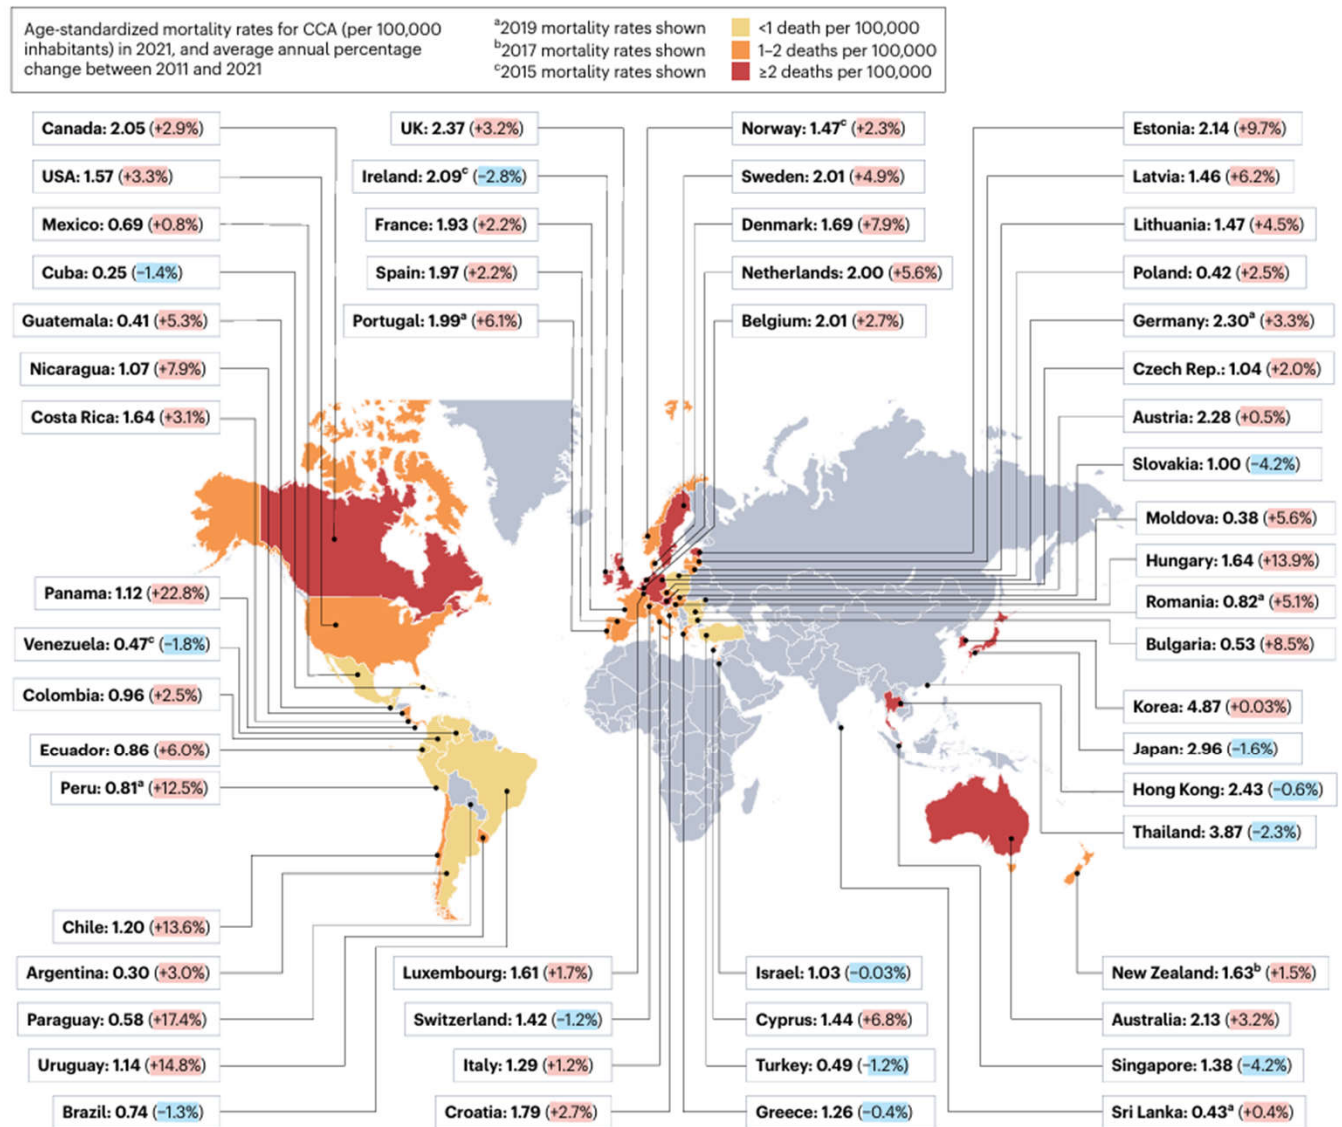 Age-standardized mortality rates for CCA (per 100,000
inhabitants) in 2021, and average annual percentage
change between 2011 and 2021
a2019 mortality rates shown
b2017 mortality rates shown
c2015 mortality rates shown
<1 death per 100,000
1–2 deaths per 100,000
≥2 deaths per 100,000
Canada: 2.05 (+2.9%)
USA: 1.57 (+3.3%)
Mexico: 0.69 (+0.8%)
Cuba: 0.25 (−1.4%)
Guatemala: 0.41 (+5.3%)
Nicaragua: 1.07 (+7.9%)
Costa Rica: 1.64 (+3.1%)
Panama: 1.12 (+22.8%)
Venezuela: 0.47c (−1.8%)
Colombia: 0.96 (+2.5%)
Ecuador: 0.86 (+6.0%)
Peru: 0.81a (+12.5%)
Chile: 1.20 (+13.6%)
Argentina: 0.30 (+3.0%)
Paraguay: 0.58 (+17.4%)
Uruguay: 1.14 (+14.8%)
Brazil: 0.74 (−1.3%)
UK: 2.37 (+3.2%)
Ireland: 2.09c (−2.8%)
France: 1.93 (+2.2%)
Spain: 1.97 (+2.2%)
Portugal: 1.99a (+6.1%)
Norway: 1.47c (+2.3%)
Sweden: 2.01 (+4.9%)
Denmark: 1.69 (+7.9%)
Netherlands: 2.00 (+5.6%)
Belgium: 2.01 (+2.7%)
Estonia: 2.14 (+9.7%)
Latvia: 1.46 (+6.2%)
Lithuania: 1.47 (+4.5%)
Poland: 0.42 (+2.5%)
Germany: 2.30a (+3.3%)
Czech Rep.: 1.04 (+2.0%)
Austria: 2.28 (+0.5%)
Slovakia: 1.00 (−4.2%)
Moldova: 0.38 (+5.6%)
Hungary: 1.64 (+13.9%)
Romania: 0.82a (+5.1%)
Bulgaria: 0.53 (+8.5%)
Korea: 4.87 (+0.03%)
Japan: 2.96 (−1.6%)
Hong Kong: 2.43 (−0.6%)
Thailand: 3.87 (−2.3%)
Luxembourg: 1.61 (+1.7%)
Switzerland: 1.42 (−1.2%)
Italy: 1.29 (+1.2%)
Croatia: 1.79 (+2.7%)
Israel: 1.03 (−0.03%)
Cyprus: 1.44 (+6.8%)
Turkey: 0.49 (−1.2%)
Greece: 1.26 (−0.4%)
New Zealand: 1.63b (+1.5%)
Australia: 2.13 (+3.2%)
Singapore: 1.38 (−4.2%)
Sri Lanka: 0.43a (+0.4%)